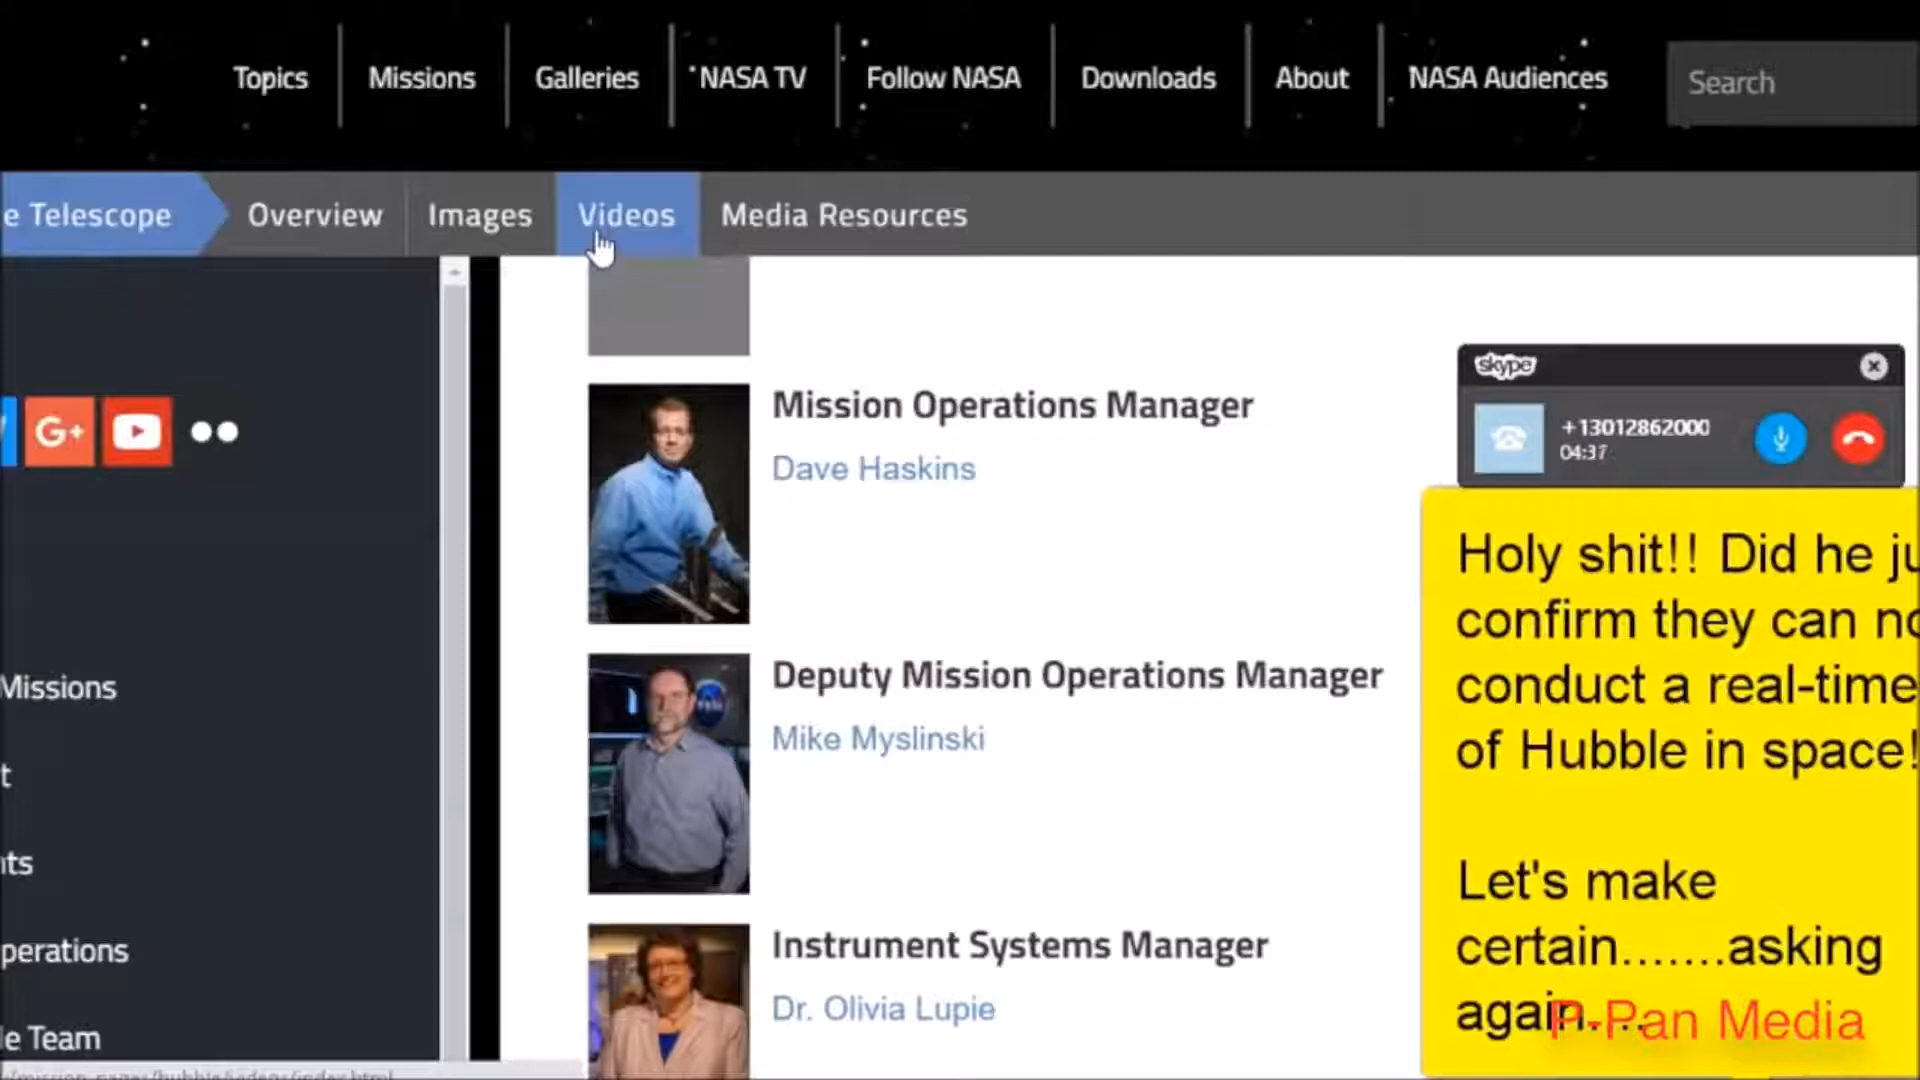 Topics Missions Galleries NASA TV Follow NASA Downloads About NASA Audiences Search
e Telescope Overview Images Videos Media Resources
skype
+13012862000
04:37
G+
Mission Operations Manager
Dave Haskins
Deputy Mission Operations Manager
Mike Myslinski
Instrument Systems Manager
Dr. Olivia Lupie
Missions
t
nts
perations
le Team
Holy shit!! Did he ju
confirm they can no
conduct a real-time
of Hubble in space!
Let's make
certain.......asking
again....
P-Pan Media